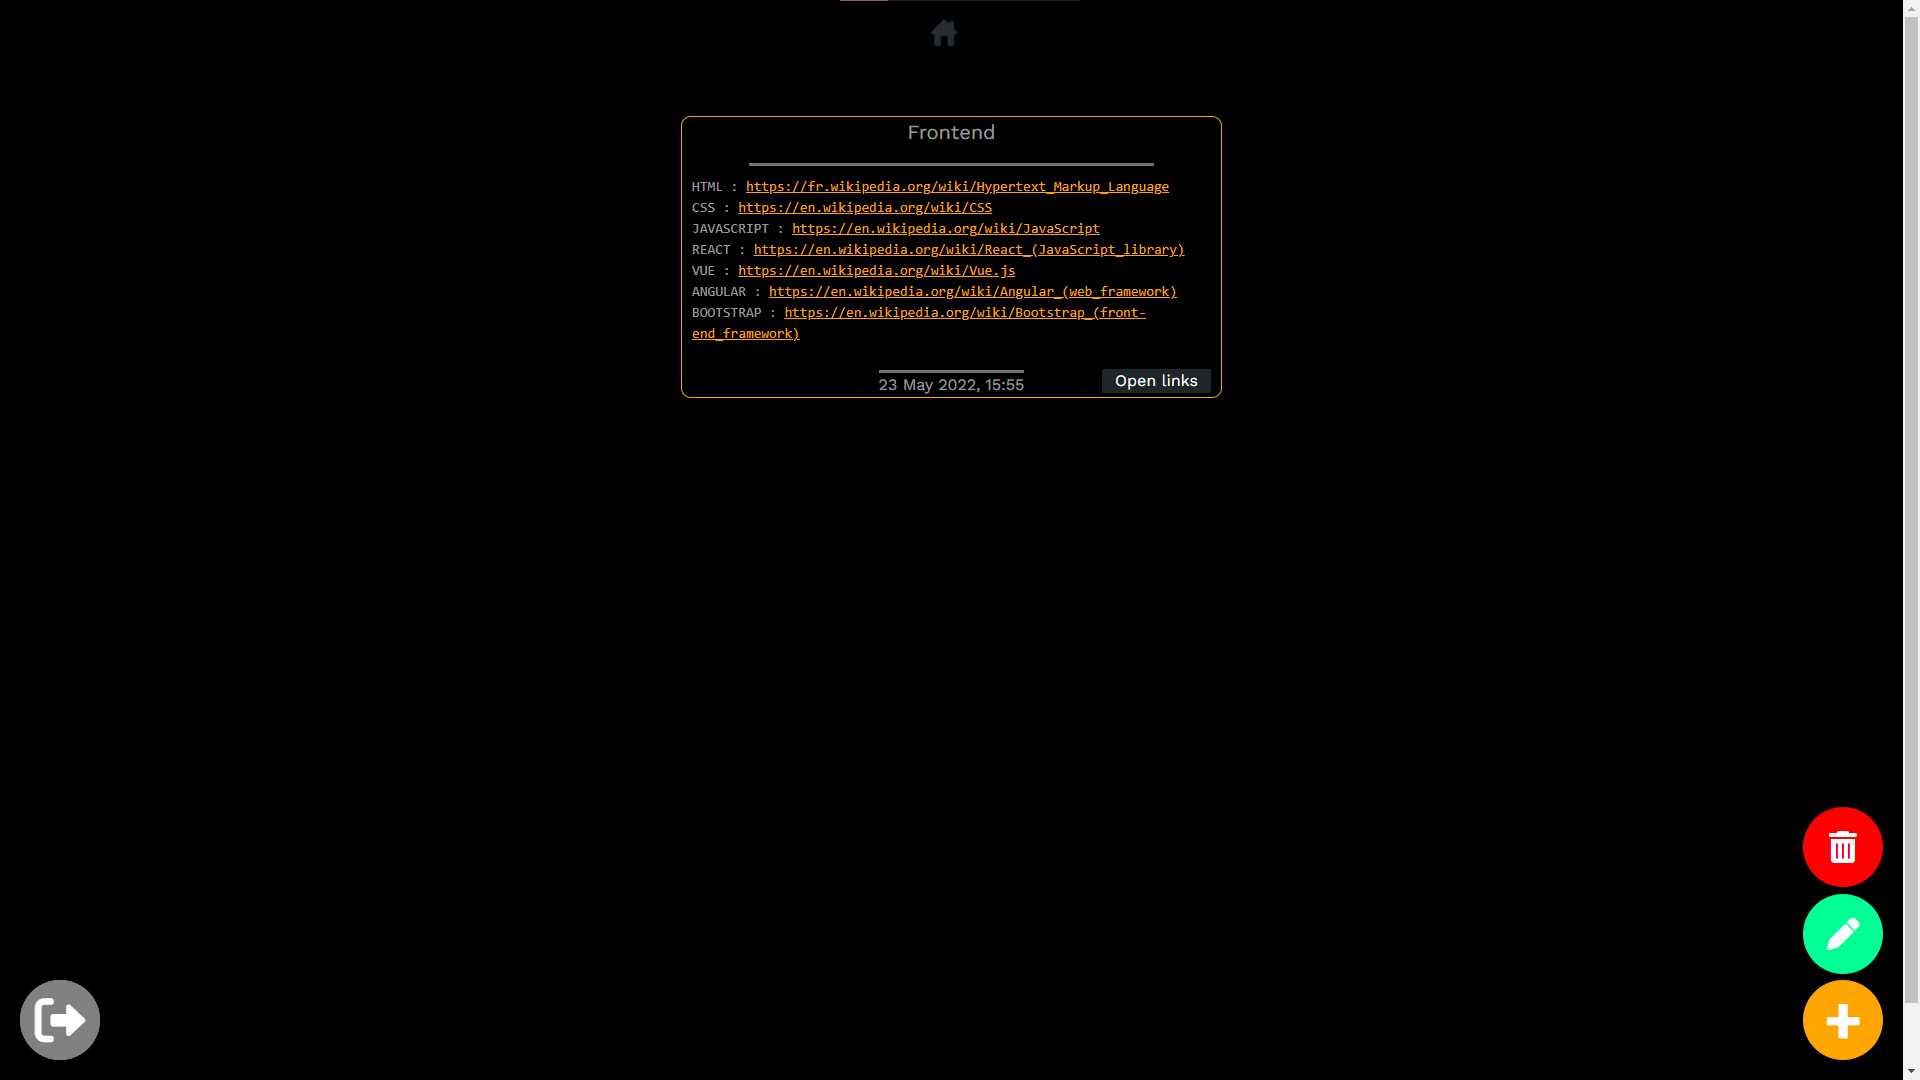 Frontend
HTML : https://fr.wikipedia.org/wiki/Hypertext_Markup_Language
CSS : https://en.wikipedia.org/wiki/CSS
JAVASCRIPT : https://en.wikipedia.org/wiki/JavaScript
REACT : https://en.wikipedia.org/wiki/React_(JavaScript_library)
VUE : https://en.wikipedia.org/wiki/Vue.js
ANGULAR : https://en.wikipedia.org/wiki/Angular_(web_framework)
BOOTSTRAP : https://en.wikipedia.org/wiki/Bootstrap_(front-
end_framework)
23 May 2022, 15:55
Open links